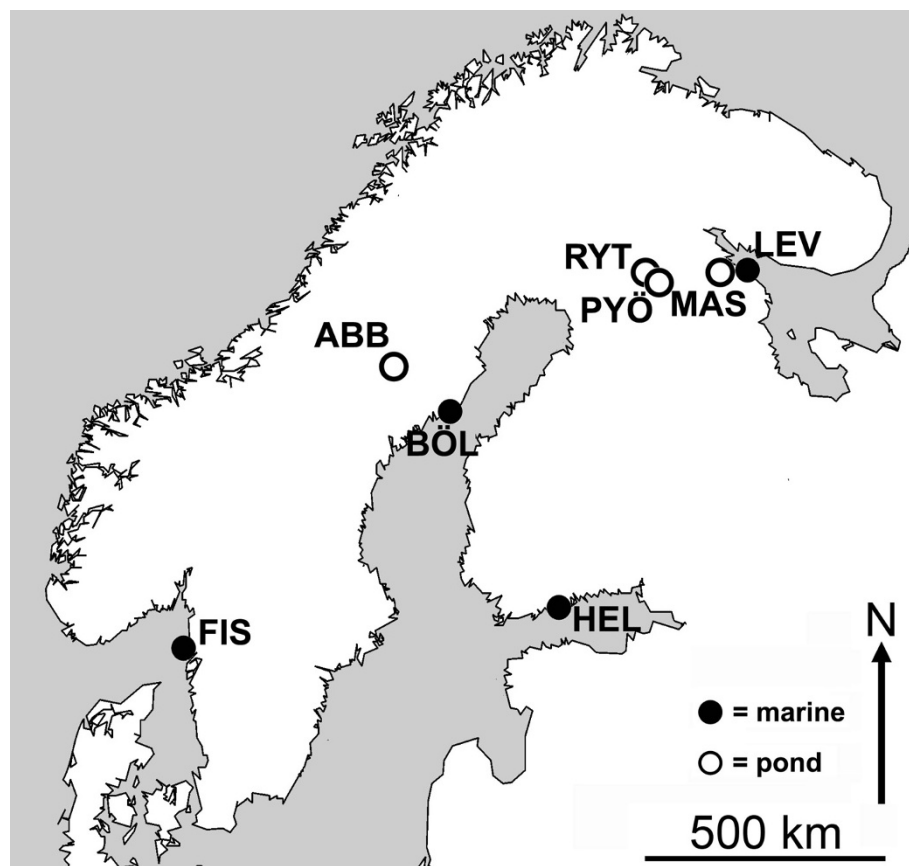 LEV
RYT
PYÖ
MAS
ABB
BÖL
HEL
FIS
N
= marine
= pond
500 km